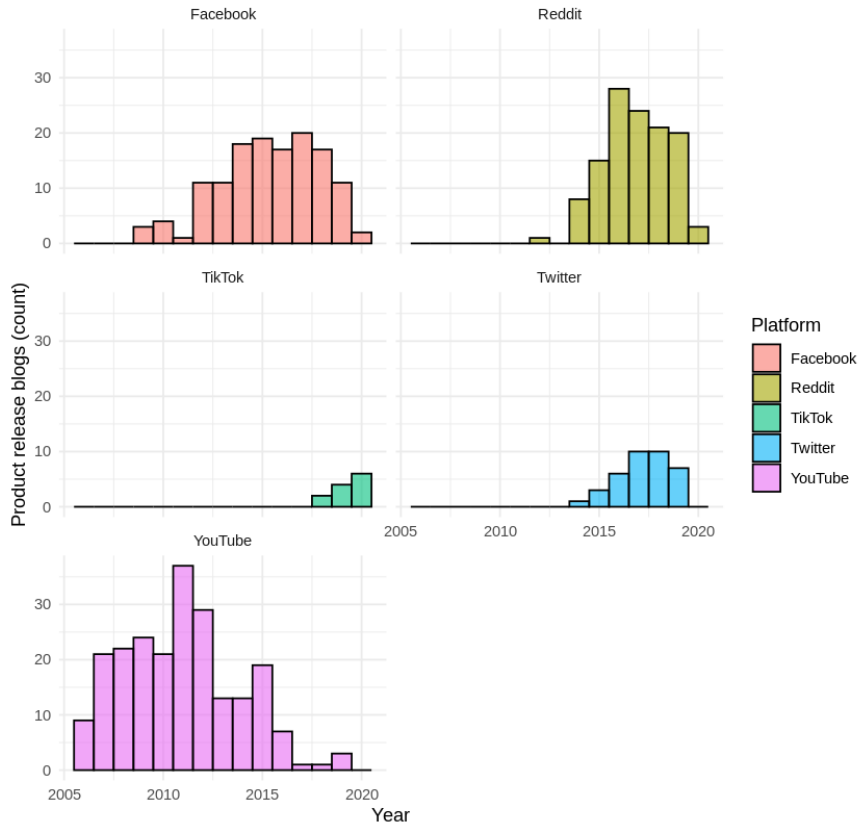 Facebook
Reddit
30
20
10
0
TikTok
Twitter
30
20
10
0
2005
2010
2015
2020
YouTube
30
20
10
0
2005
2010
2015
2020
Year
Product release blogs (count)
Platform
Facebook
Reddit
TikTok
Twitter
YouTube